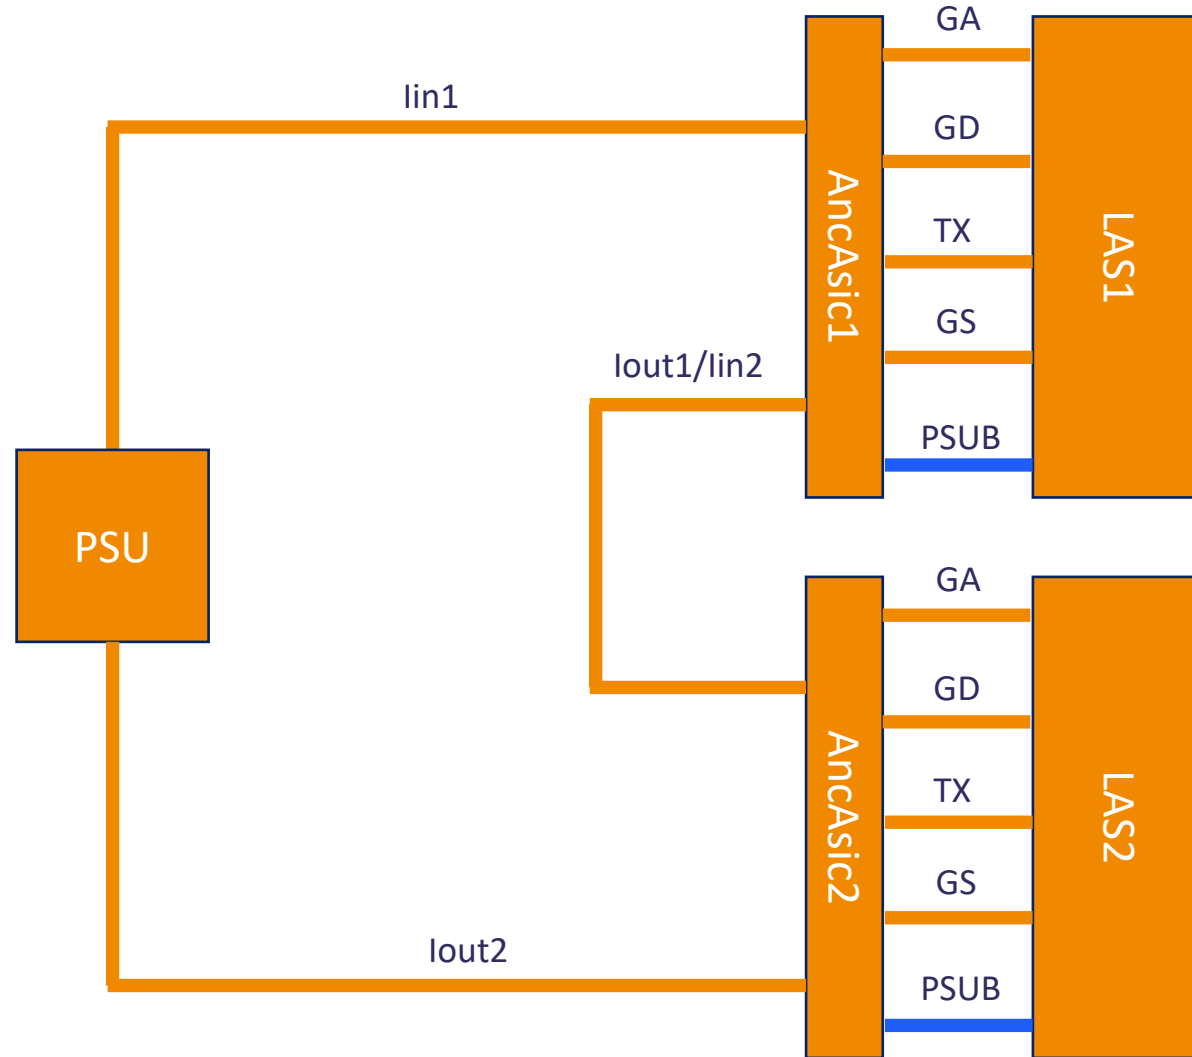 GA
Iin1
GD
AncAsic1
TX
LAS1
GS
Iout1/Iin2
PSUB
PSU
GA
GD
AncAsic2
TX
LAS2
GS
Iout2
PSUB